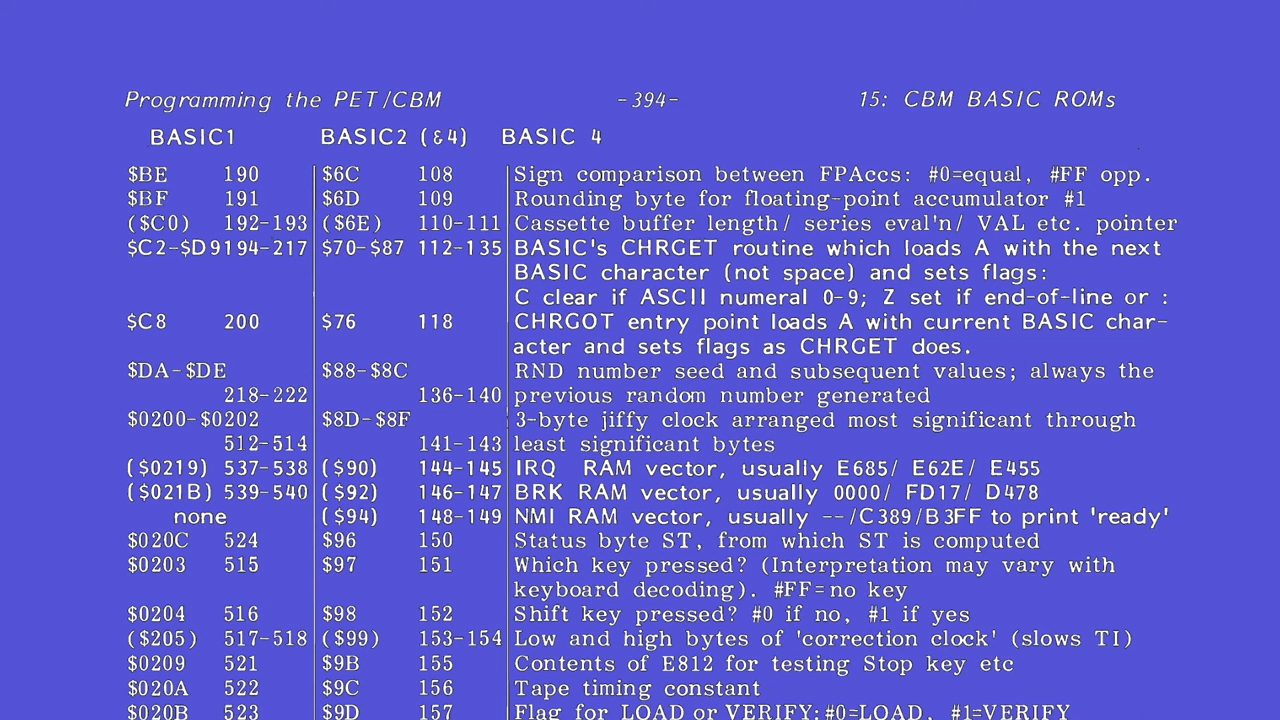 Programming the PET/CBM -394- 15: CBM BASIC ROMs
BASIC1 BASIC2 (&4) BASIC 4
$BE 190 $6C 108 Sign comparison between FPAccs: #0=equal, #FF opp.
$BF 191 $6D 109 Rounding byte for floating-point accumulator #1
($C0) 192-193 ($6E) 110-111 Cassette buffer length/ series eval'n/ VAL etc. pointer
$C2-$D9 194-217 $70-$87 112-135 BASIC's CHRGET routine which loads A with the next
BASIC character (not space) and sets flags:
C clear if ASCII numeral 0-9; Z set if end-of-line or :
$C8 200 $76 118 CHRGOT entry point loads A with current BASIC char-
acter and sets flags as CHRGET does.
$DA-$DE $88-$8C RND number seed and subsequent values; always the
218-222 136-140 previous random number generated
$0200-$0202 $8D-$8F 3-byte jiffy clock arranged most significant through
512-514 141-143 least significant bytes
($0219) 537-538 ($90) 144-145 IRQ RAM vector, usually E685/ E62E/ E455
($021B) 539-540 ($92) 146-147 BRK RAM vector, usually 0000/ FD17/ D478
none ($94) 148-149 NMI RAM vector, usually --/C389/B3FF to print 'ready'
$020C 524 $96 150 Status byte ST, from which ST is computed
$0203 515 $97 151 Which key pressed? (Interpretation may vary with
keyboard decoding). #FF=no key
$0204 516 $98 152 Shift key pressed? #0 if no, #1 if yes
($205) 517-518 ($99) 153-154 Low and high bytes of 'correction clock' (slows TI)
$0209 521 $9B 155 Contents of E812 for testing Stop key etc
$020A 522 $9C 156 Tape timing constant
$020B 523 $9D 157 Flag for LOAD or VERIFY: #0=LOAD, #1=VERIFY